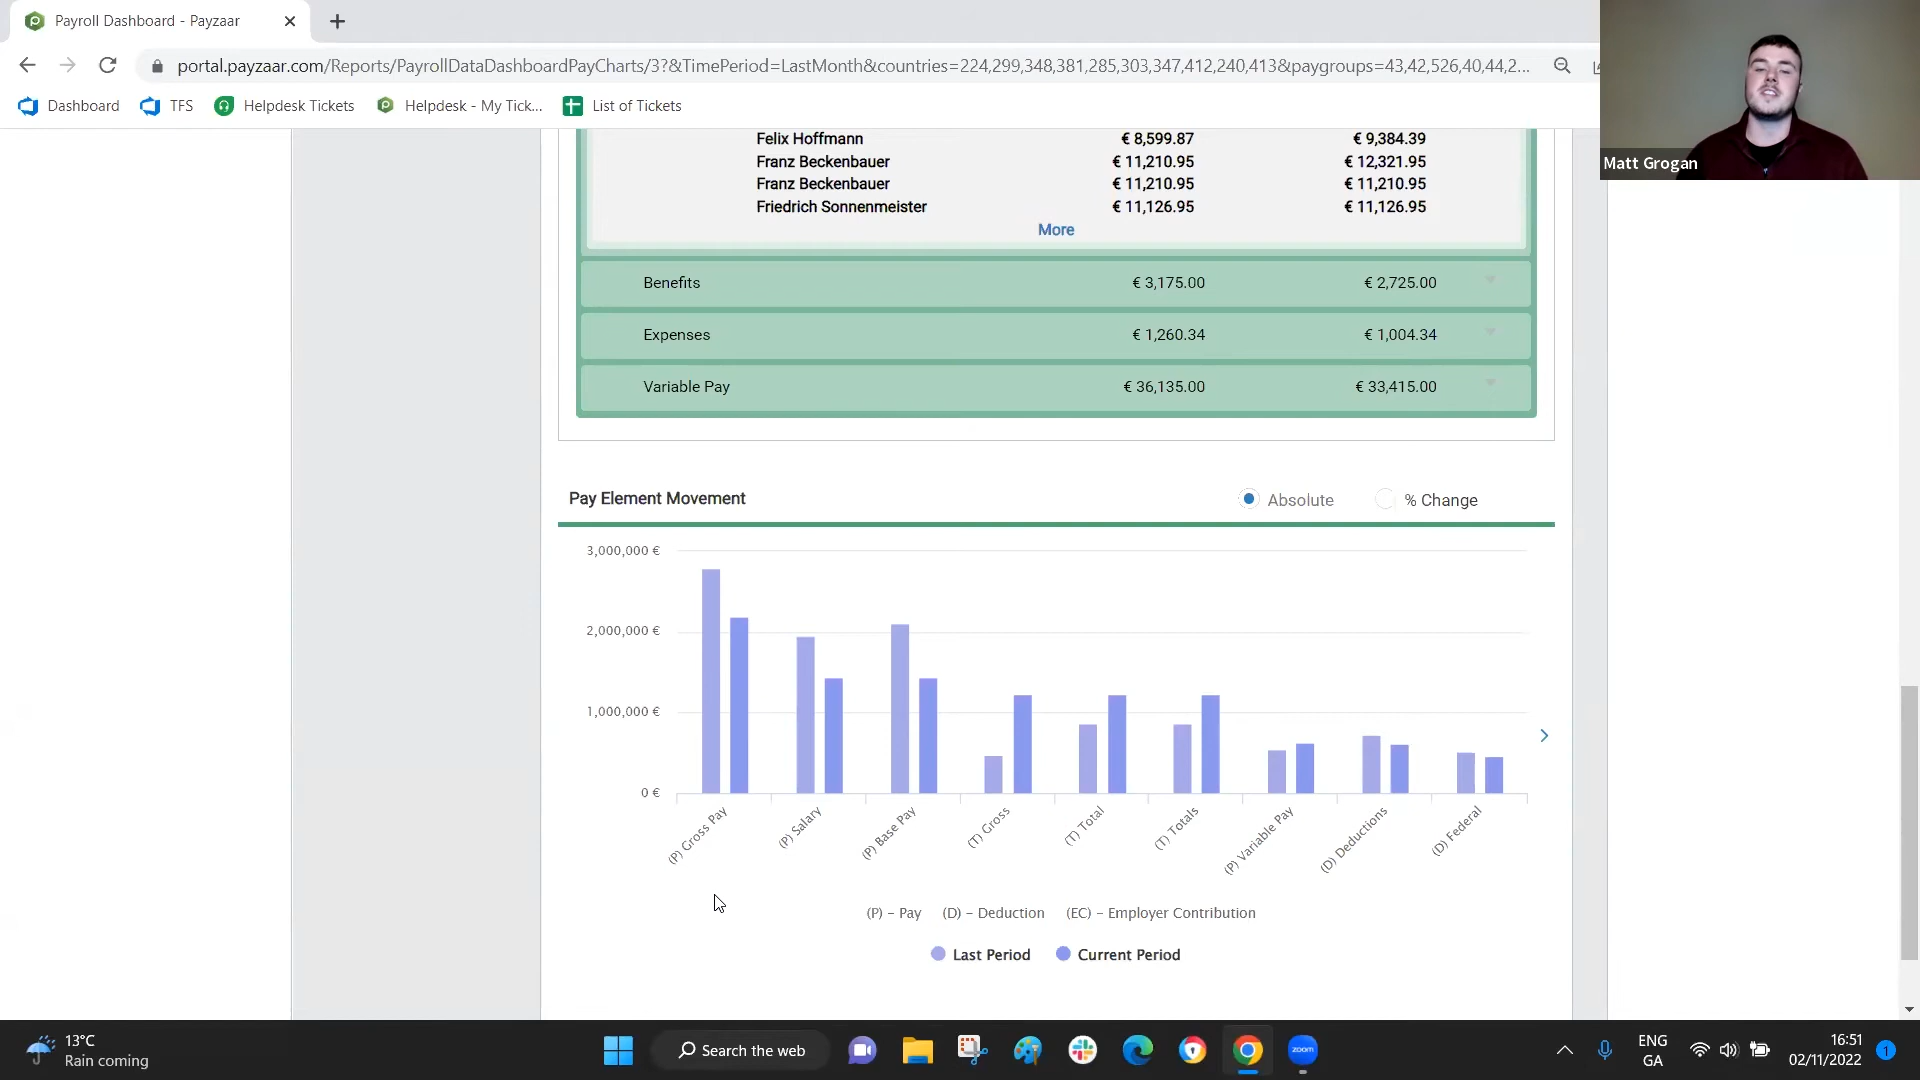 Payroll Dashboard - Payzaar
portal.payzaar.com/Reports/PayrollDataDashboardPayCharts/3?&TimePeriod=LastMonth&countries=224,299,348,381,285,303,347,412,240,413&paygroups=43,42,526,40,44,2...
Dashboard TFS Helpdesk Tickets Helpdesk - My Tick... List of Tickets
Matt Grogan
Felix Hoffmann € 8,599.87 € 9,384.39
Franz Beckenbauer € 11,210.95 € 12,321.95
Franz Beckenbauer € 11,210.95 € 11,210.95
Friedrich Sonnenmeister € 11,126.95 € 11,126.95
More
Benefits € 3,175.00 € 2,725.00
Expenses € 1,260.34 € 1,004.34
Variable Pay € 36,135.00 € 33,415.00
Pay Element Movement Absolute % Change
3,000,000 €
2,000,000 €
1,000,000 €
0 €
(P) Gross Pay (P) Salary (P) Base Pay (T) Gross (T) Total (T) Totals (P) Variable Pay (D) Deductions (D) Federal
(P) - Pay (D) - Deduction (EC) - Employer Contribution
Last Period Current Period
13°C
Rain coming
Search the web
zoom
ENG
GA
16:51
02/11/2022
1